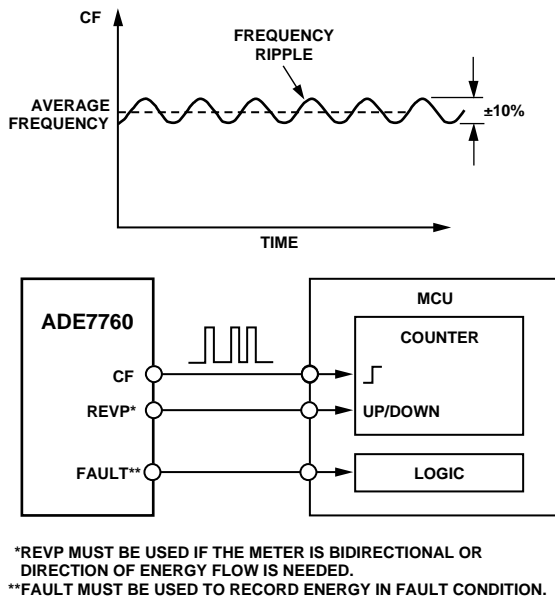 CF
FREQUENCY
RIPPLE
AVERAGE
FREQUENCY
±10%
TIME
MCU
ADE7760
COUNTER
CF
REVP*
UP/DOWN
FAULT**
LOGIC
*REVP MUST BE USED IF THE METER IS BIDIRECTIONAL OR
DIRECTION OF ENERGY FLOW IS NEEDED.
**FAULT MUST BE USED TO RECORD ENERGY IN FAULT CONDITION.